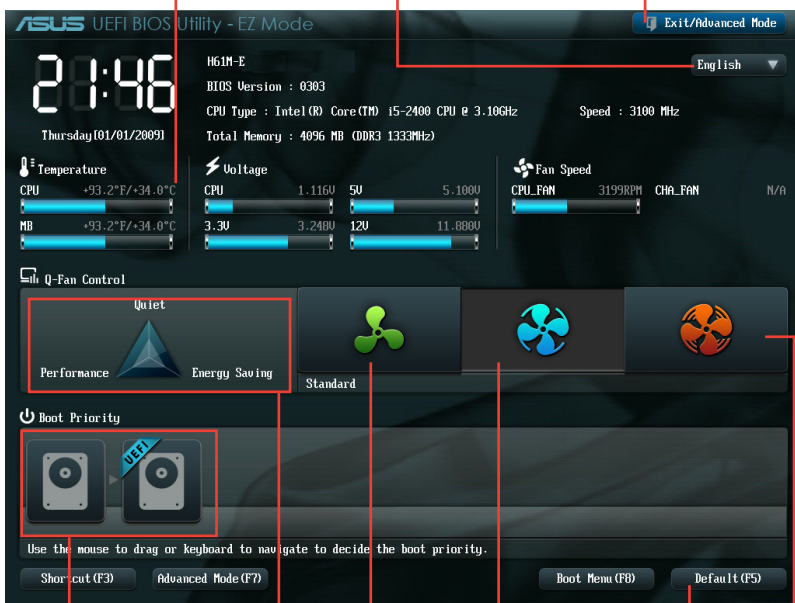 ASUS UEFI BIOS Utility - EZ Mode
Exit/Advanced Mode
English
21:46
Thursday[01/01/2009]
H61M-E
BIOS Version : 0303
CPU Type : Intel(R) Core(TM) i5-2400 CPU @ 3.10GHz Speed : 3100 MHz
Total Memory : 4096 MB (DDR3 1333MHz)
Temperature
CPU +93.2°F/+34.0°C
MB +93.2°F/+34.0°C
Voltage
CPU 1.116V 5V 5.100V
3.3V 3.248V 12V 11.880V
Fan Speed
CPU_FAN 3199RPM CHA_FAN N/A
Q-Fan Control
Quiet
Performance Energy Saving
Standard
Boot Priority
UEFI
Use the mouse to drag or keyboard to navigate to decide the boot priority.
Shortcut(F3) Advanced Mode(F7) Boot Menu(F8) Default(F5)